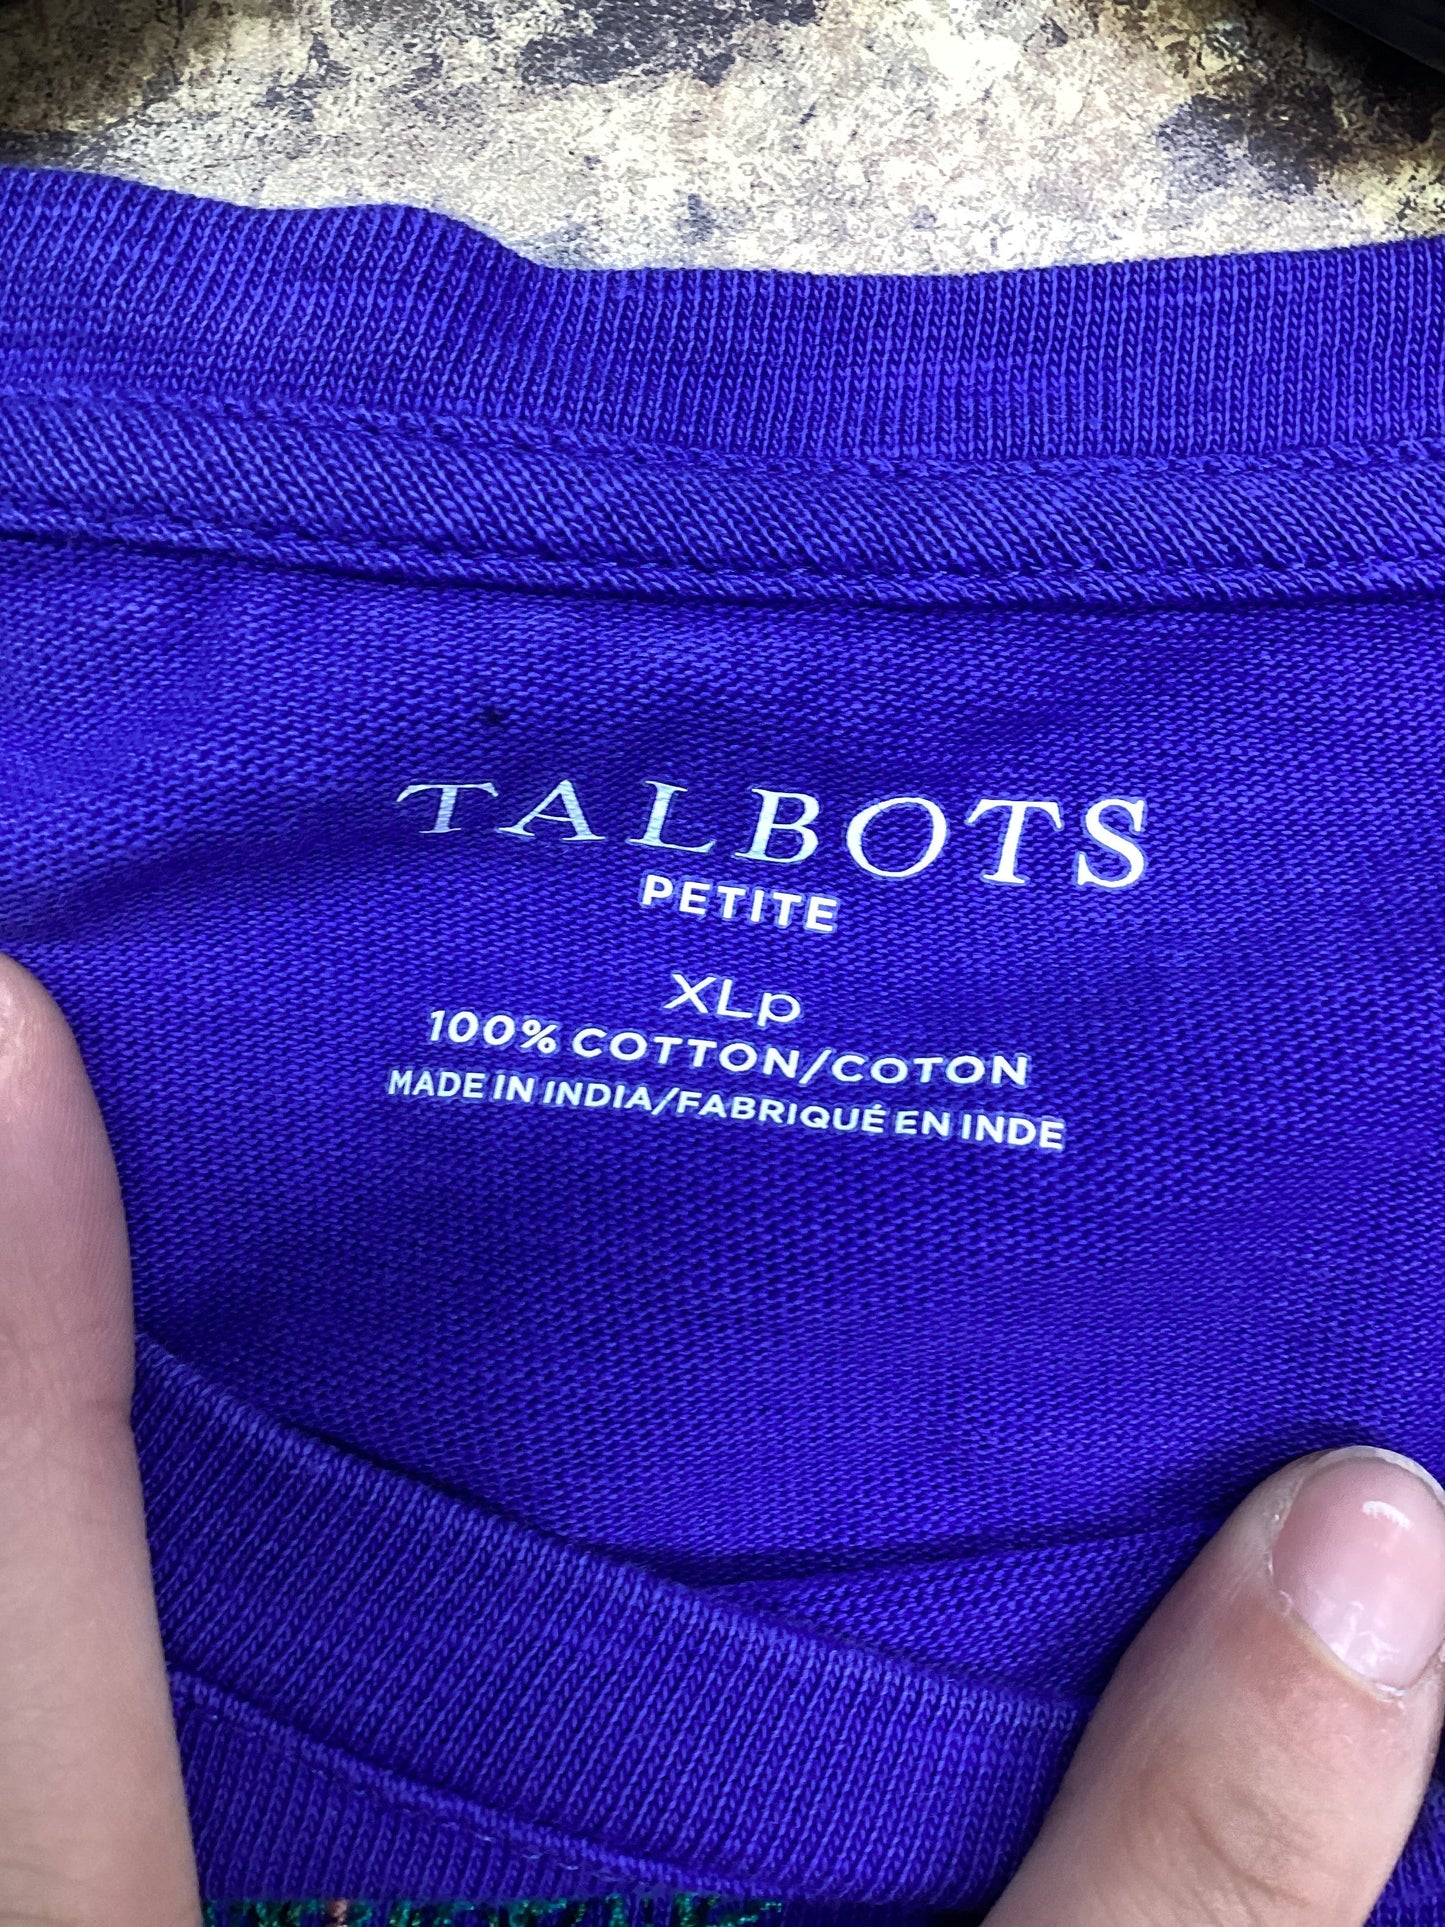 TALBOTS
PETITE
XLp
100% COTTON/COTON
MADE IN INDIA/FABRIQUÉ EN INDE